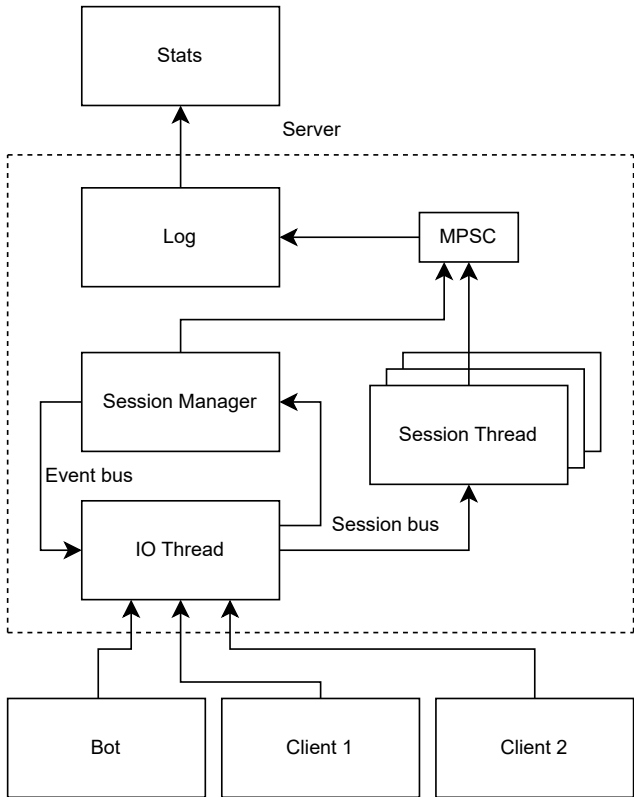 Stats
Server
Log
MPSC
Session Manager
Session Thread
Event bus
Session bus
IO Thread
Bot
Client 1
Client 2